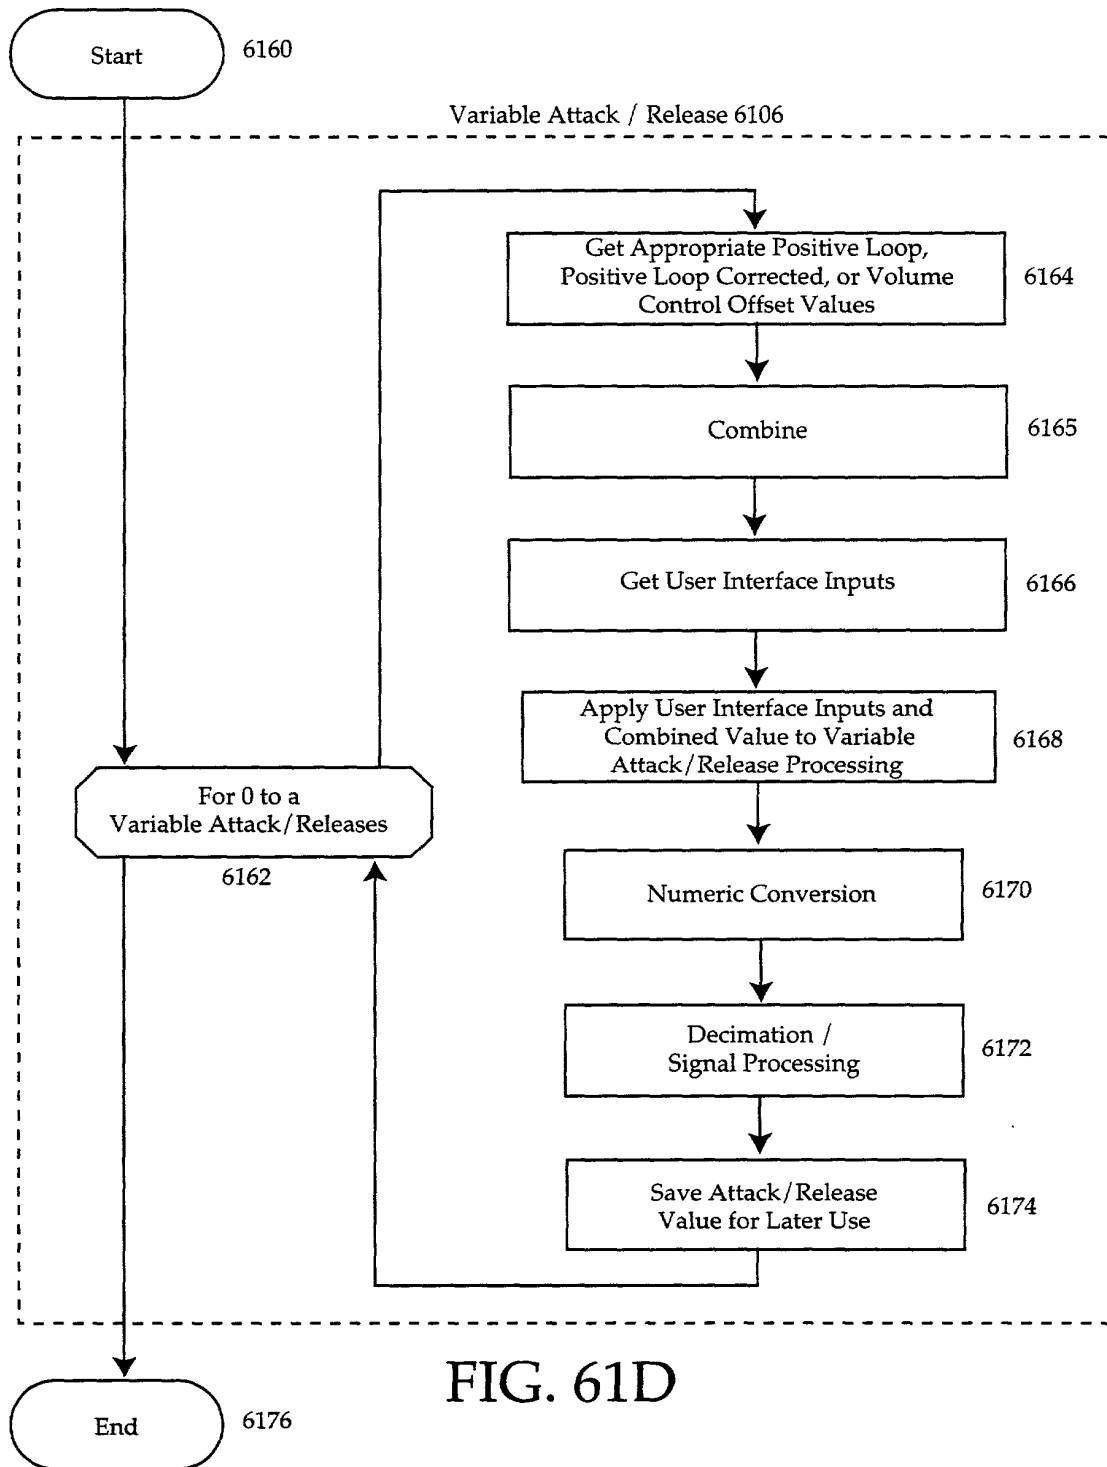 Start
6160
Variable Attack / Release 6106
Get Appropriate Positive Loop,
Positive Loop Corrected, or Volume
Control Offset Values
6164
Combine
6165
Get User Interface Inputs
6166
Apply User Interface Inputs and
Combined Value to Variable
Attack/Release Processing
6168
For 0 to a
Variable Attack/Releases
6162
Numeric Conversion
6170
Decimation /
Signal Processing
6172
Save Attack/Release
Value for Later Use
6174
FIG. 61D
End
6176